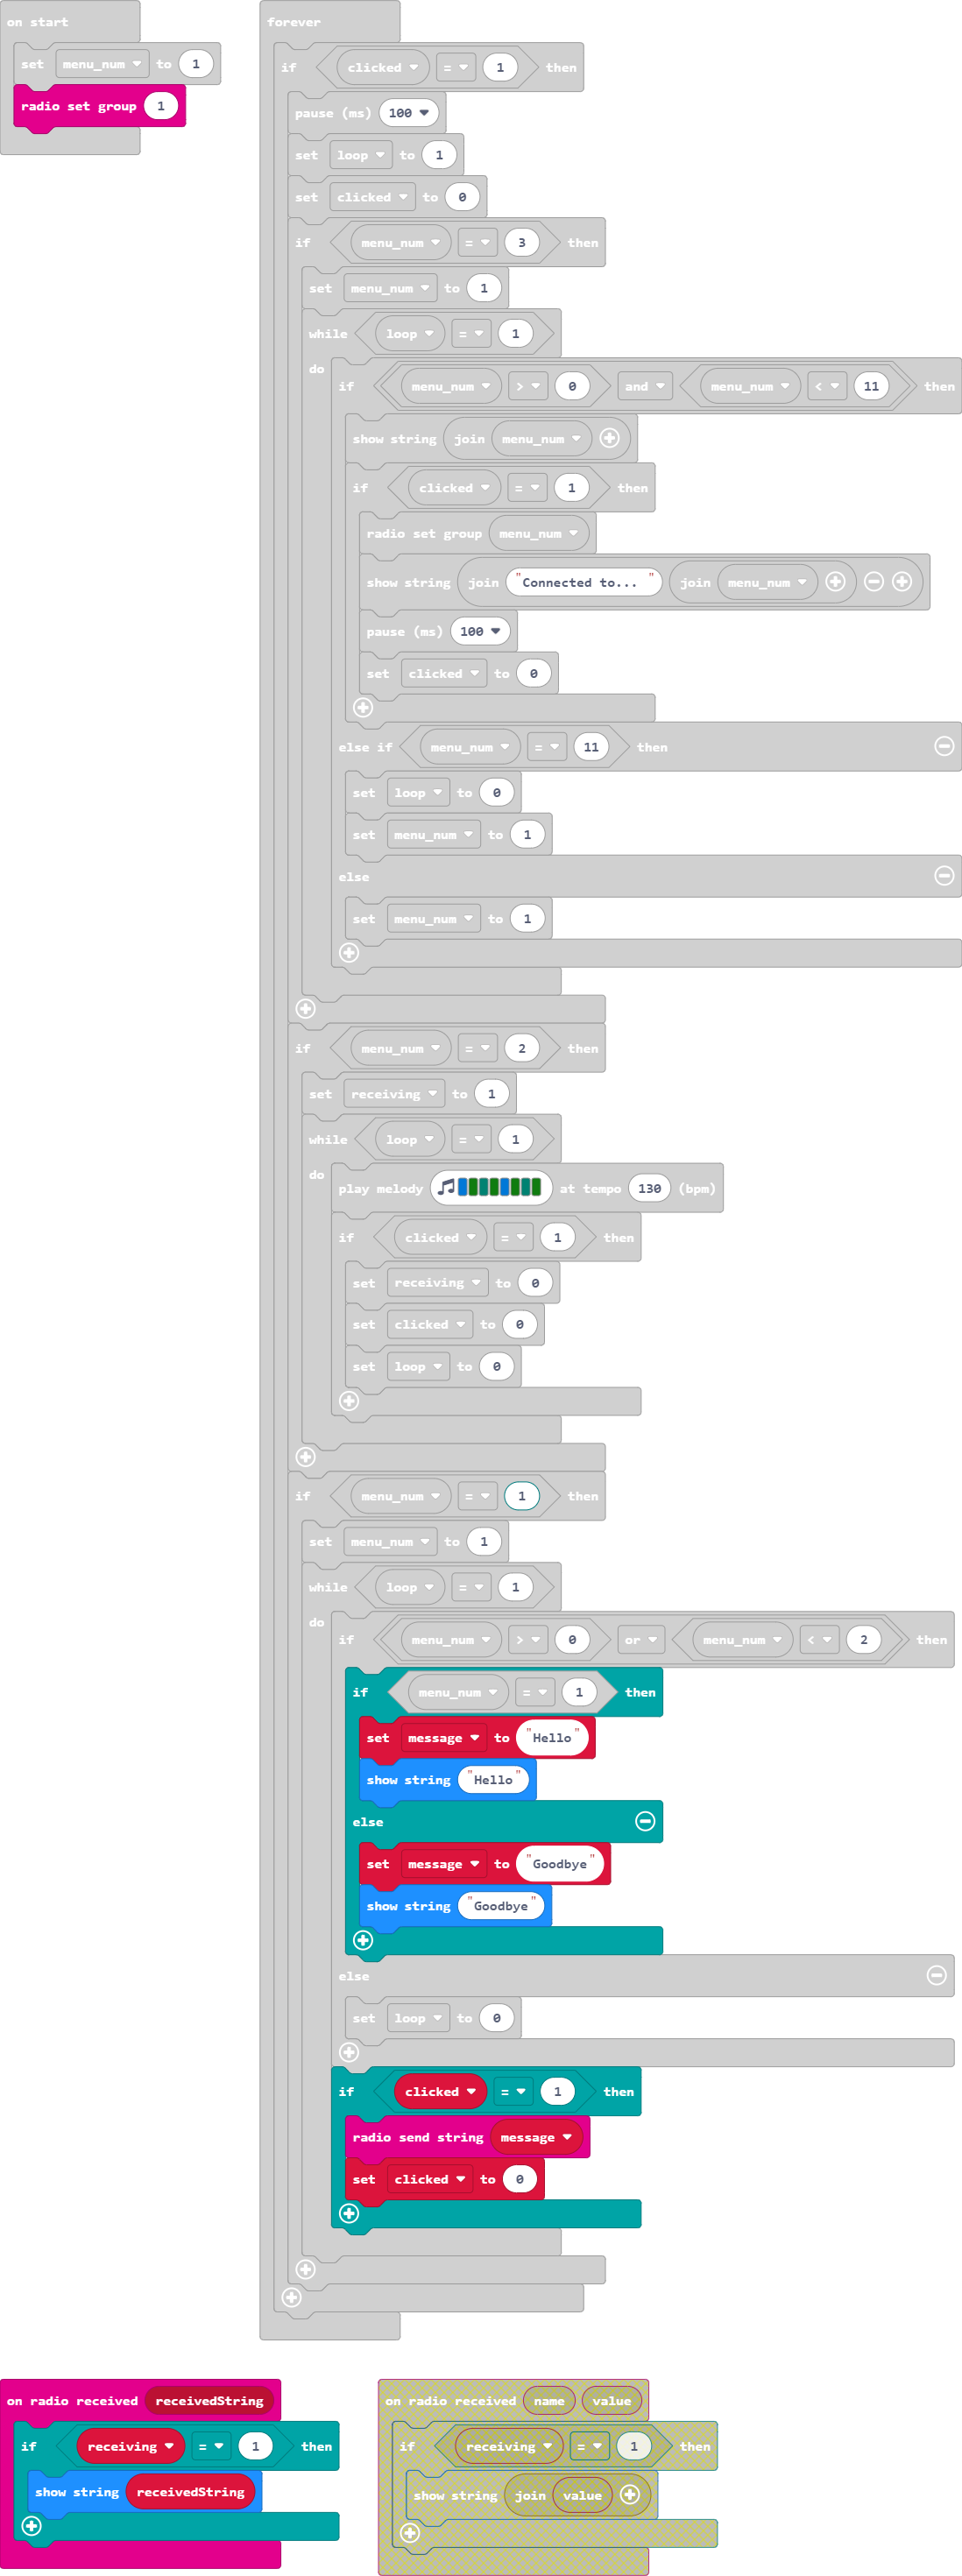 on start
set menu_num to 1
radio set group 1
forever
if clicked = 1 then
pause (ms) 100
set loop to 1
set clicked to 0
if menu_num = 3 then
set menu_num to 1
while loop = 1
do
if menu_num > 0 and menu_num < 11 then
show string join menu_num
if clicked = 1 then
radio set group menu_num
show string join "Connected to... " join menu_num
pause (ms) 100
set clicked to 0
else if menu_num = 11 then
set loop to 0
set menu_num to 1
else
set menu_num to 1
if menu_num = 2 then
set receiving to 1
while loop = 1
do
play melody at tempo 130 (bpm)
if clicked = 1 then
set receiving to 0
set clicked to 0
set loop to 0
if menu_num = 1 then
set menu_num to 1
while loop = 1
do
if menu_num > 0 or menu_num < 2 then
if menu_num = 1 then
set message to "Hello"
show string "Hello"
else
set message to "Goodbye"
show string "Goodbye"
else
set loop to 0
if clicked = 1 then
radio send string message
set clicked to 0
on radio received receivedString
if receiving = 1 then
show string receivedString
on radio received name value
if receiving = 1 then
show string join value